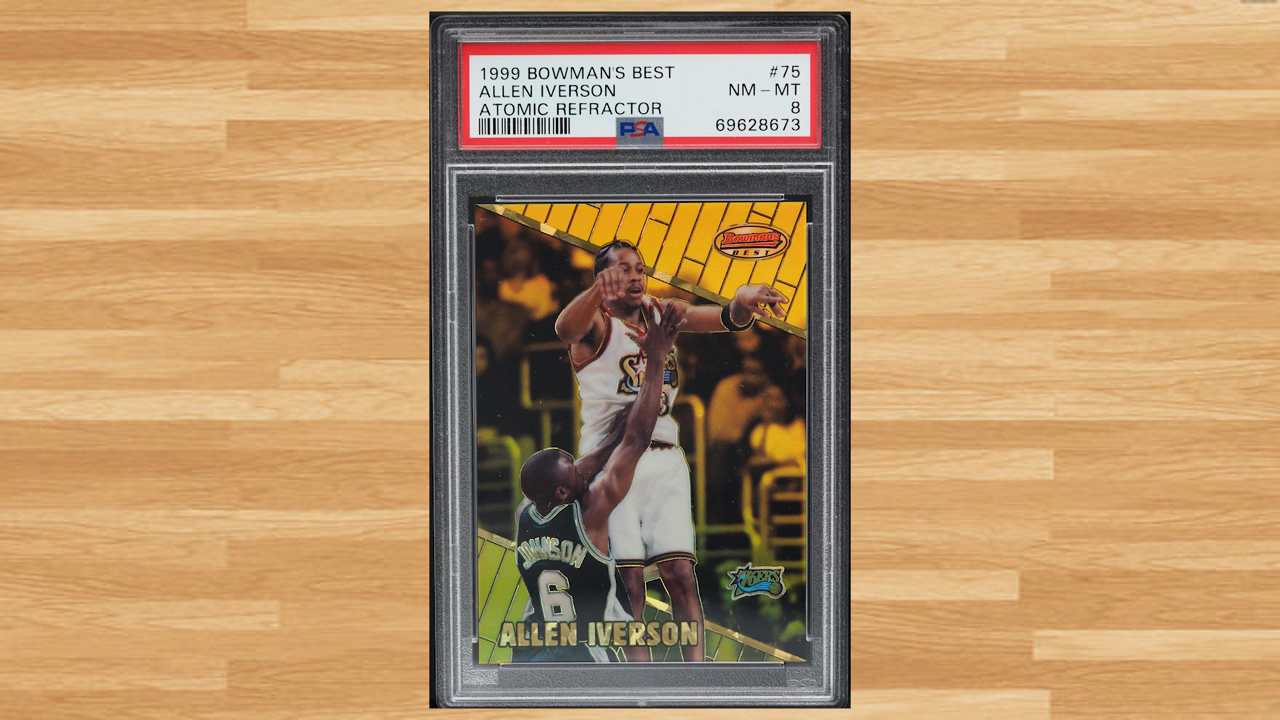 1999 BOWMAN'S BEST #75
ALLEN IVERSON NM - MT
ATOMIC REFRACTOR 8
PSA 69628673
Bowman's
BEST
JOHNSON
6
ALLEN IVERSON